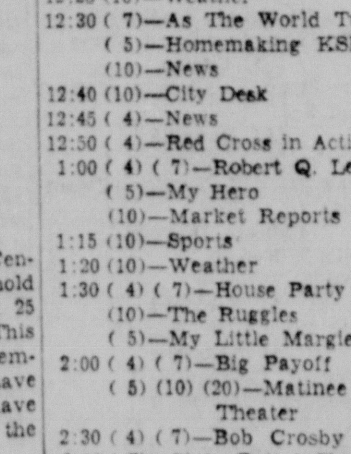 12:30 ( 7)—As The World
( 5)—Homemaking
(10)—News
12:40 (10)—City Desk
12:45 ( 4)—News
12:50 ( 4)—Red Cross in
1:00 ( 4) ( 7)—Robert Q.
( 5)—My Hero
(10)—Market Reports
1:15 (10)—Sports
1:20 (10)—Weather
1:30 ( 4) ( 7)—House Party
(10)—The Ruggles
( 5)—My Little Margie
2:00 ( 4) ( 7)—Big Payoff
( 5) (10) (20)—Matinee
Theater
2:30 ( 4) ( 7)—Bob Crosby
25
the